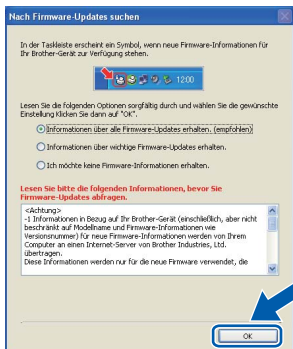 Nach Firmware-Updates suchen
In der Taskleiste erscheint ein Symbol, wenn neue Firmware-Informationen für
Ihr Brother-Gerät zur Verfügung stehen.
1200
Lesen Sie die folgenden Optionen sorgfältig durch und wählen Sie die gewünschte
Einstellung Klicken Sie dann auf "OK".
Informationen über alle Firmware-Updates erhalten. (empfohlen)
Informationen über wichtige Firmware-Updates erhalten.
Ich möchte keine Firmware-Informationen erhalten.
Lesen Sie bitte die folgenden Informationen, bevor Sie
Firmware-Updates abfragen.
<Achtung>
-1 Informationen in Bezug auf Ihr Brother-Gerät (einschließlich, aber nicht
beschränkt auf Modellname und Firmware-Informationen wie
Versionsnummer) für neue Firmware-Informationen werden von Ihrem
Computer an einen Internet-Server von Brother Industries, Ltd.
übertragen.
Diese Informationen werden nur für die neue Firmware verwendet, die
OK